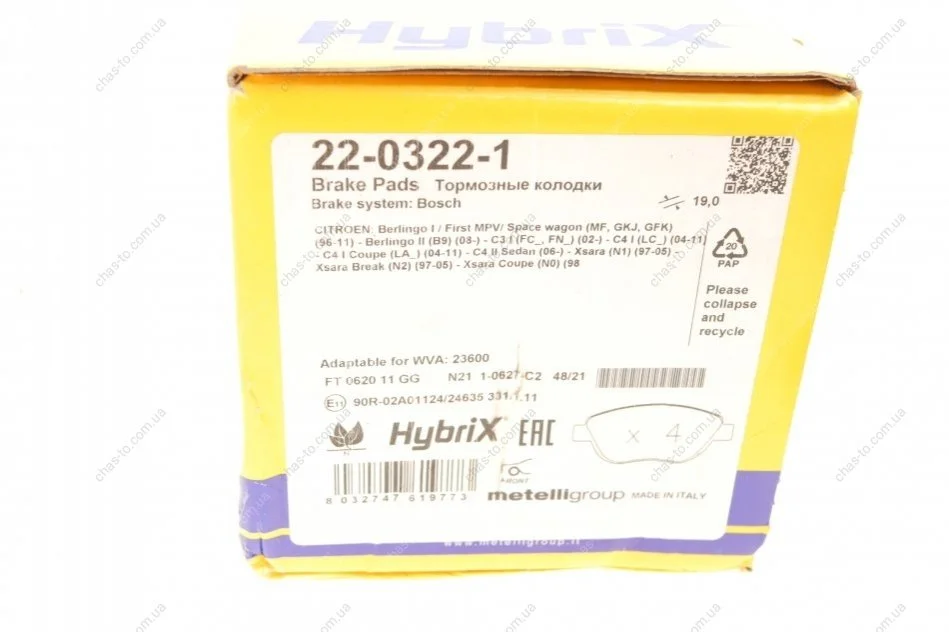 HybriX
22-0322-1
Brake Pads Тормозные колодки
Brake system: Bosch
19,0
CITROEN: Berlingo I / First MPV/ Space wagon (MF, GKJ, GFK)
(96-11) - Berlingo II (B9) (08-) - C3 I (FC_, FN_) (02-) - C4 I (LC_) (04-11)
- C4 I Coupe (LA_) (04-11) - C4 II Sedan (06-) - Xsara (N1) (97-05) -
Xsara Break (N2) (97-05) - Xsara Coupe (N0) (98
20
PAP
Please
collapse
and
recycle
Adaptable for WVA: 23600
FT 0620 11 GG N21 1-0627-C2 48/21
E11 90R-02A01124/24635 331.1.11
HybriX EAC
x 4
FRONT
8 032747 619773
metelligroup MADE IN ITALY
www.metelligroup.it
chas-to.com.ua